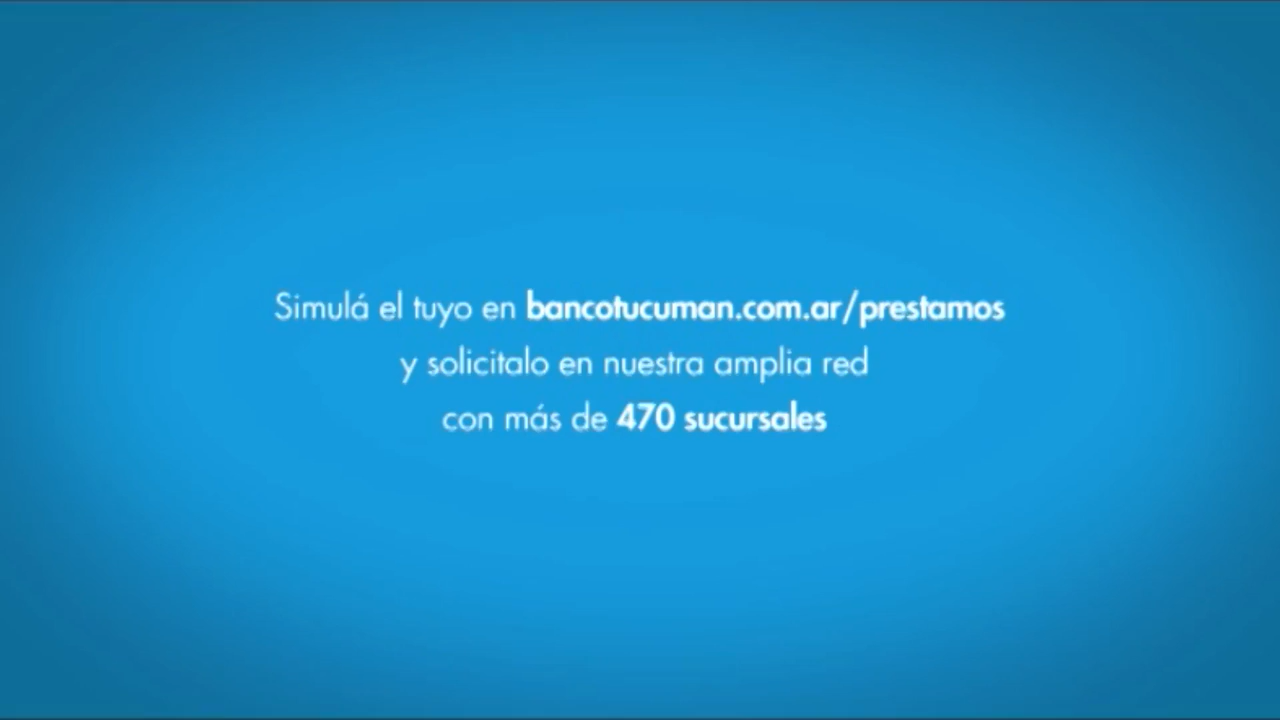 Simulá el tuyo en bancotucuman.com.ar/prestamos
y solicitalo en nuestra amplia red
con más de 470 sucursales